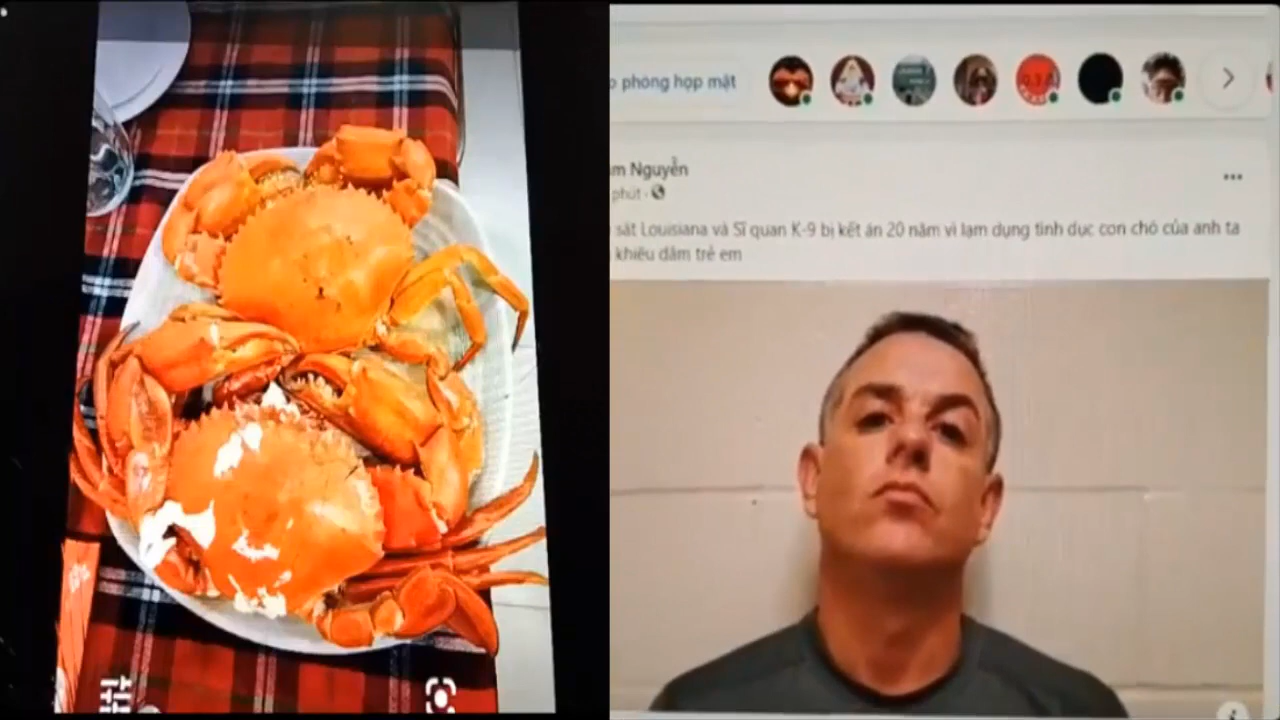 phòng họp mặt
m Nguyễn
phút
sát Louisiana và Sĩ quan K-9 bị kết án 20 năm vì lạm dụng tình dục con chó của anh ta
khiêu dâm trẻ em